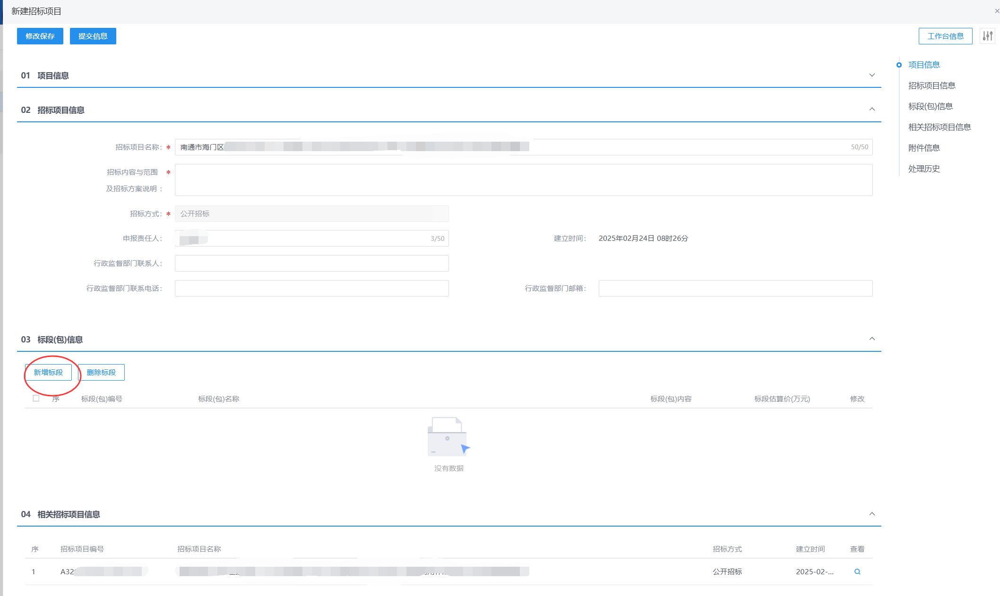 新建招标项目
修改保存 提交信息 工作台信息
01 项目信息
02 招标项目信息
招标项目名称： * 南通市海门区 50/50
招标内容与范围 *
及招标方案说明：
招标方式： * 公开招标
申报责任人： 3/50 建立时间： 2025年02月24日 08时26分
行政监督部门联系人：
行政监督部门联系电话： 行政监督部门邮箱：
03 标段(包)信息
新增标段 删除标段
序 标段(包)编号 标段(包)名称 标段(包)内容 标段估算价(万元) 修改
没有数据
04 相关招标项目信息
序 招标项目编号 招标项目名称 招标方式 建立时间 查看
1 A32 公开招标 2025-02-...
项目信息
招标项目信息
标段(包)信息
相关招标项目信息
附件信息
处理历史